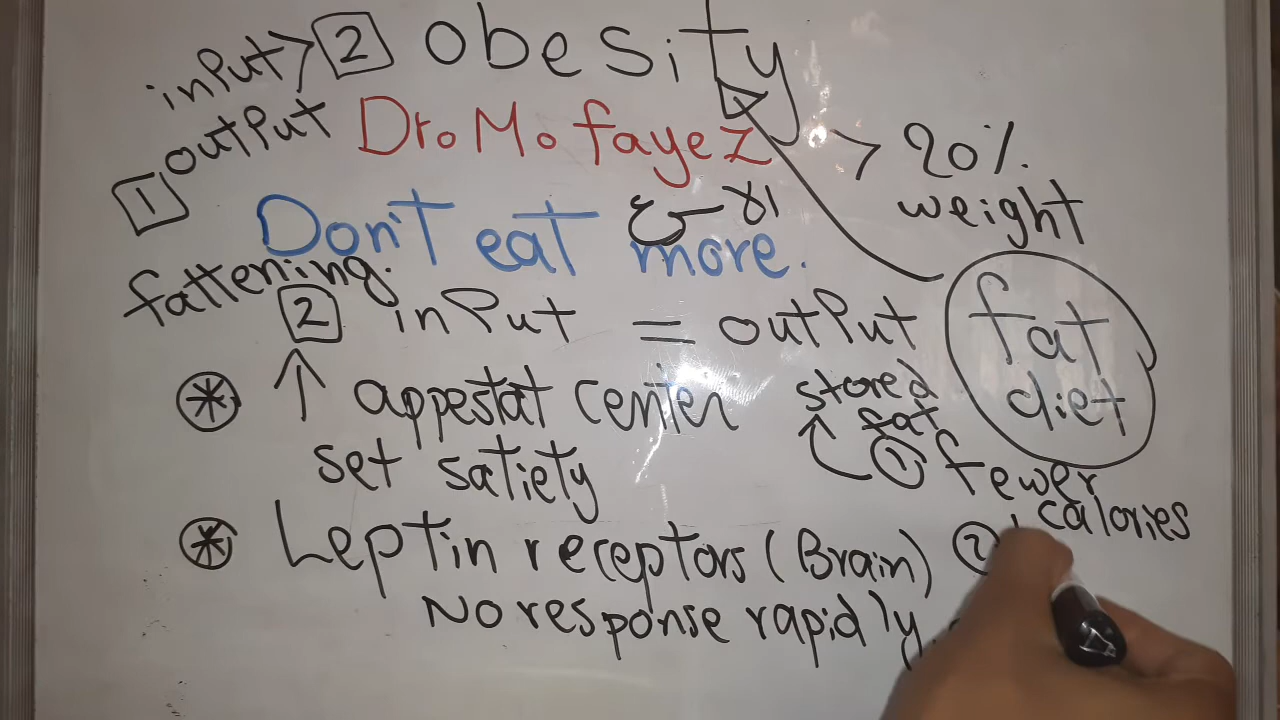 input > 2 obesity
output
Dr. Mo fayez
1
> 20%
weight
Don't eat more.
fattening.
2 input = output
fat
diet
↑ appestat center
set satiety
stored
fat
1 fewer
calories
* Leptin receptors (Brain)
No response rapidly
2